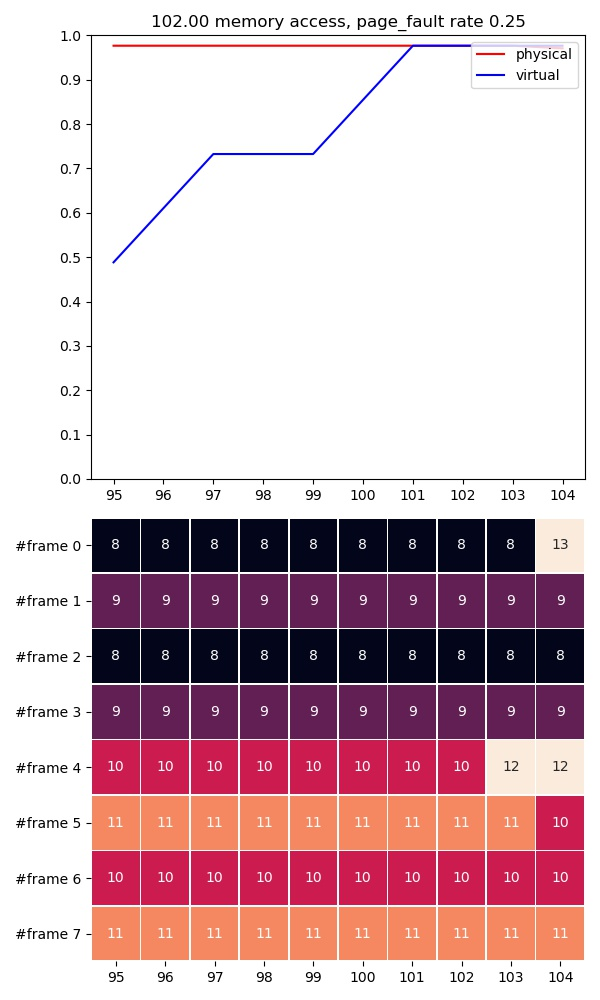 102.00 memory access, page_fault rate 0.25
1.0
0.9
0.8
0.7
0.6
0.5
0.4
0.3
0.2
0.1
0.0
physical
virtual
95 96 97 98 99 100 101 102 103 104
#frame 0 8 8 8 8 8 8 8 8 8 13
#frame 1 9 9 9 9 9 9 9 9 9 9
#frame 2 8 8 8 8 8 8 8 8 8 8
#frame 3 9 9 9 9 9 9 9 9 9 9
#frame 4 10 10 10 10 10 10 10 10 12 12
#frame 5 11 11 11 11 11 11 11 11 11 10
#frame 6 10 10 10 10 10 10 10 10 10 10
#frame 7 11 11 11 11 11 11 11 11 11 11
95 96 97 98 99 100 101 102 103 104